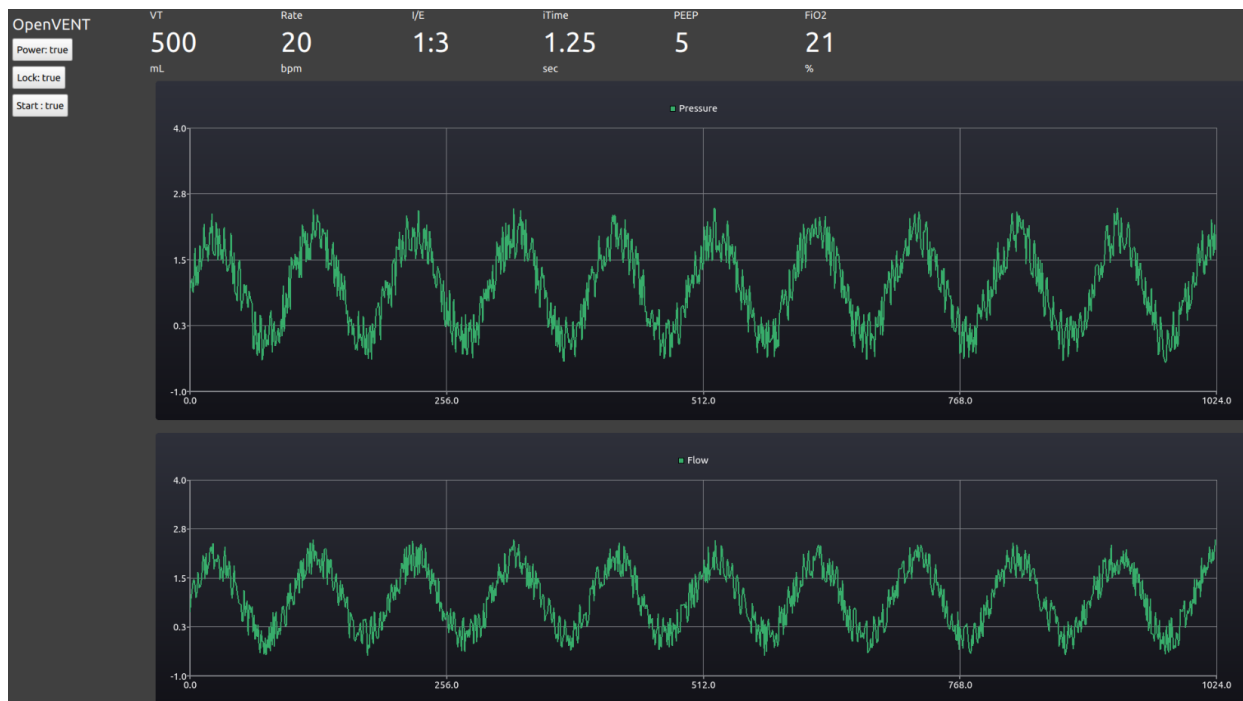 OpenVENT
Power: true
Lock: true
Start : true
VT Rate I/E iTime PEEP FiO2
500 20 1:3 1.25 5 21
mL bpm sec %
Pressure
4.0
2.8
1.5
0.3
-1.0
0.0 256.0 512.0 768.0 1024.0
Flow
4.0
2.8
1.5
0.3
-1.0
0.0 256.0 512.0 768.0 1024.0